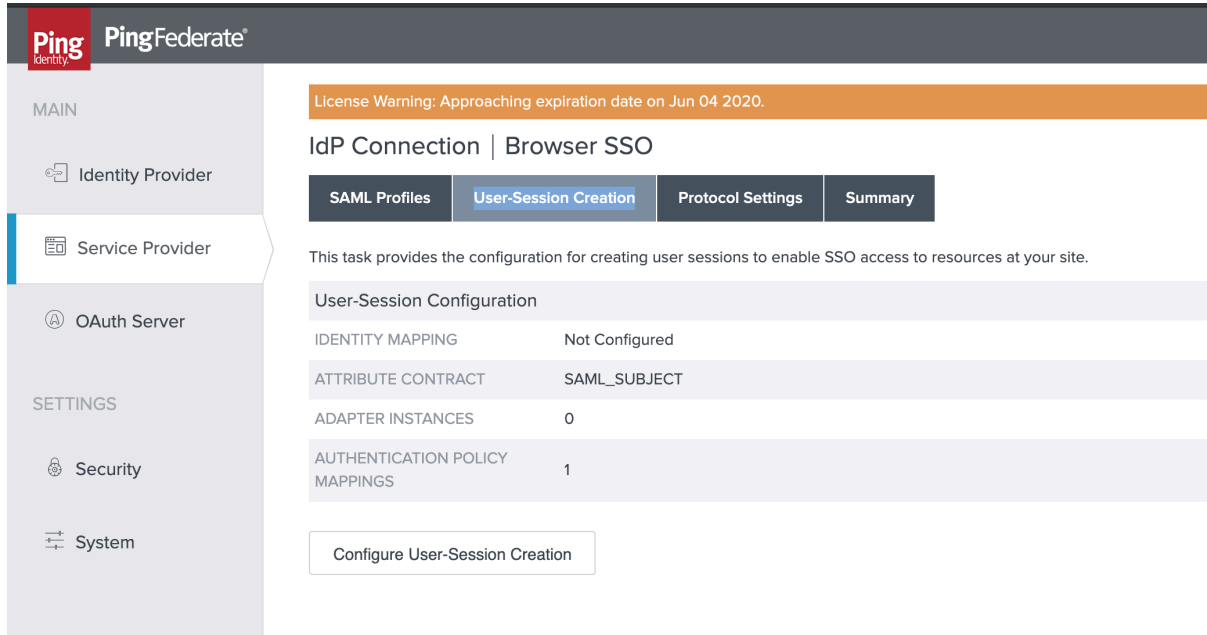 Ping
Identity.
PingFederate®
MAIN
Identity Provider
Service Provider
OAuth Server
SETTINGS
Security
System
License Warning: Approaching expiration date on Jun 04 2020.
IdP Connection | Browser SSO
SAML Profiles
User-Session Creation
Protocol Settings
Summary
This task provides the configuration for creating user sessions to enable SSO access to resources at your site.
User-Session Configuration
IDENTITY MAPPING Not Configured
ATTRIBUTE CONTRACT SAML_SUBJECT
ADAPTER INSTANCES 0
AUTHENTICATION POLICY
MAPPINGS 1
Configure User-Session Creation